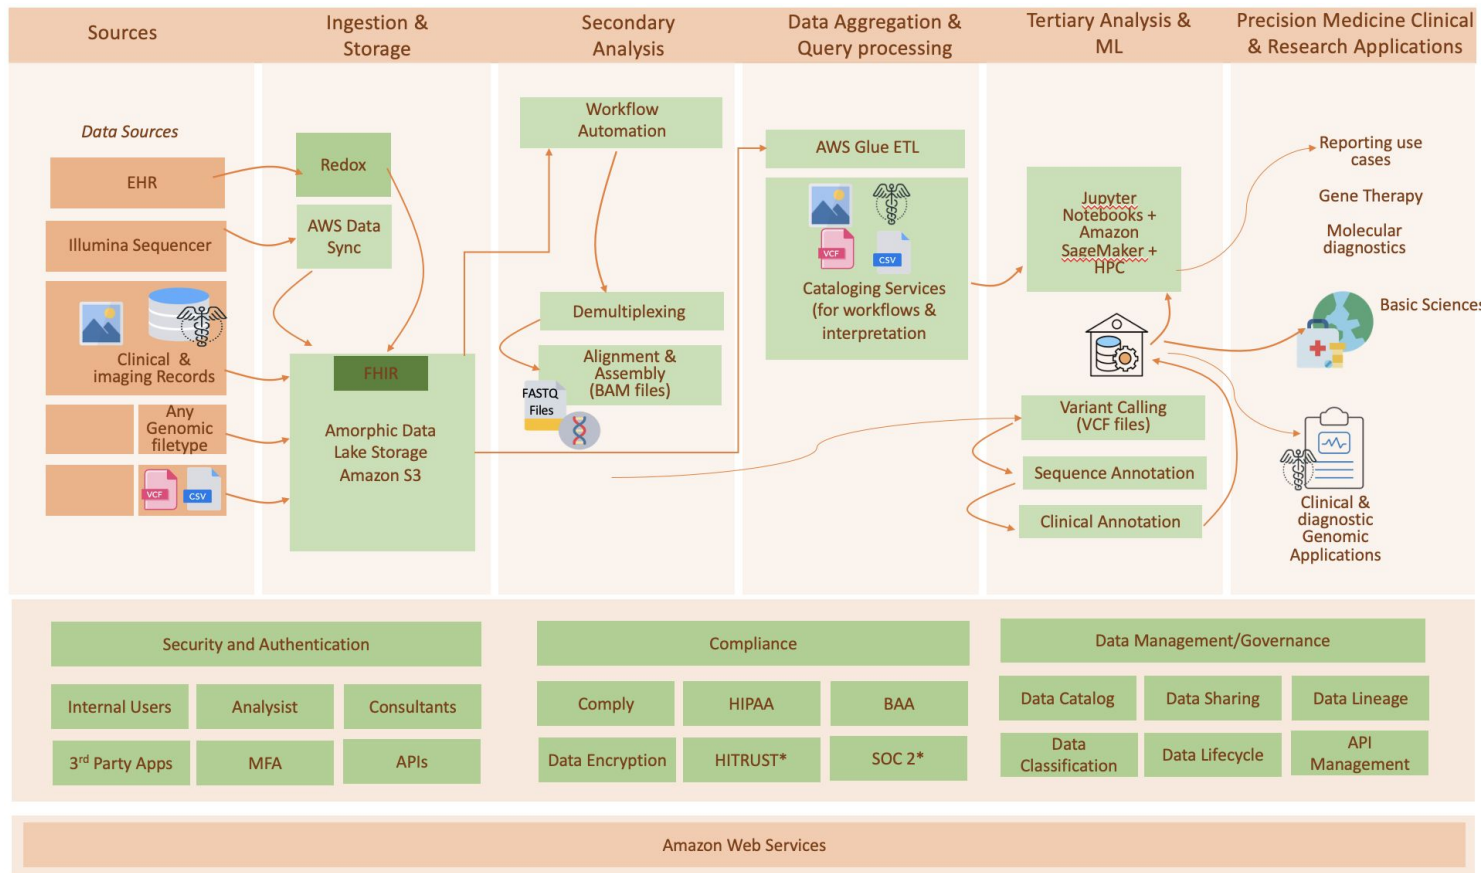 Sources
Ingestion &
Storage
Secondary
Analysis
Data Aggregation &
Query processing
Tertiary Analysis &
ML
Precision Medicine Clinical
& Research Applications
Data Sources
EHR
Illumina Sequencer
Clinical &
imaging Records
Any
Genomic
filetype
VCF
CSV
Redox
AWS Data
Sync
FHIR
Amorphic Data
Lake Storage
Amazon S3
Workflow
Automation
Demultiplexing
Alignment &
Assembly
(BAM files)
FASTQ
Files
AWS Glue ETL
VCF
CSV
Cataloging Services
(for workflows &
interpretation
Jupyter
Notebooks +
Amazon
SageMaker +
HPC
Variant Calling
(VCF files)
Sequence Annotation
Clinical Annotation
Reporting use
cases
Gene Therapy
Molecular
diagnostics
Basic Sciences
Clinical &
diagnostic
Genomic
Applications
Security and Authentication
Internal Users
Analysist
Consultants
3rd Party Apps
MFA
APIs
Compliance
Comply
HIPAA
BAA
Data Encryption
HITRUST*
SOC 2*
Data Management/Governance
Data Catalog
Data Sharing
Data Lineage
Data
Classification
Data Lifecycle
API
Management
Amazon Web Services